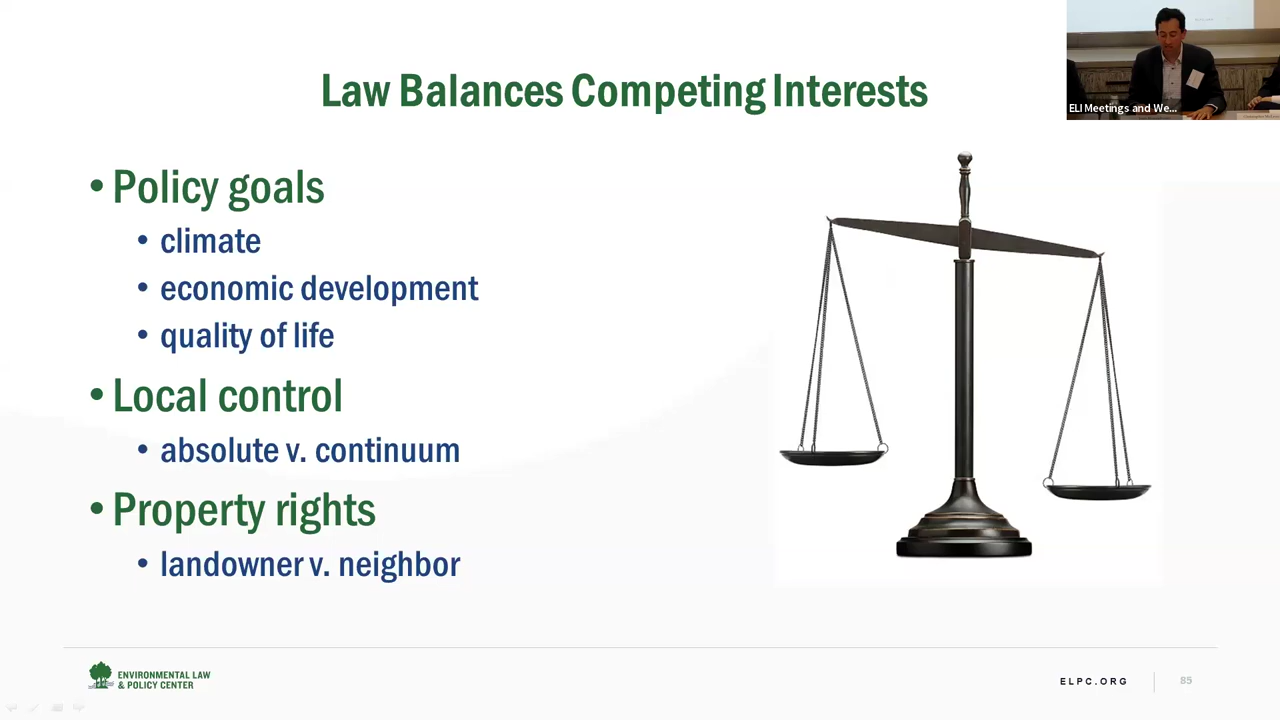 Law Balances Competing Interests
ELI Meetings and We...
• Policy goals
• climate
• economic development
• quality of life
• Local control
• absolute v. continuum
• Property rights
• landowner v. neighbor
ENVIRONMENTAL LAW
& POLICY CENTER
ELPC.ORG
85